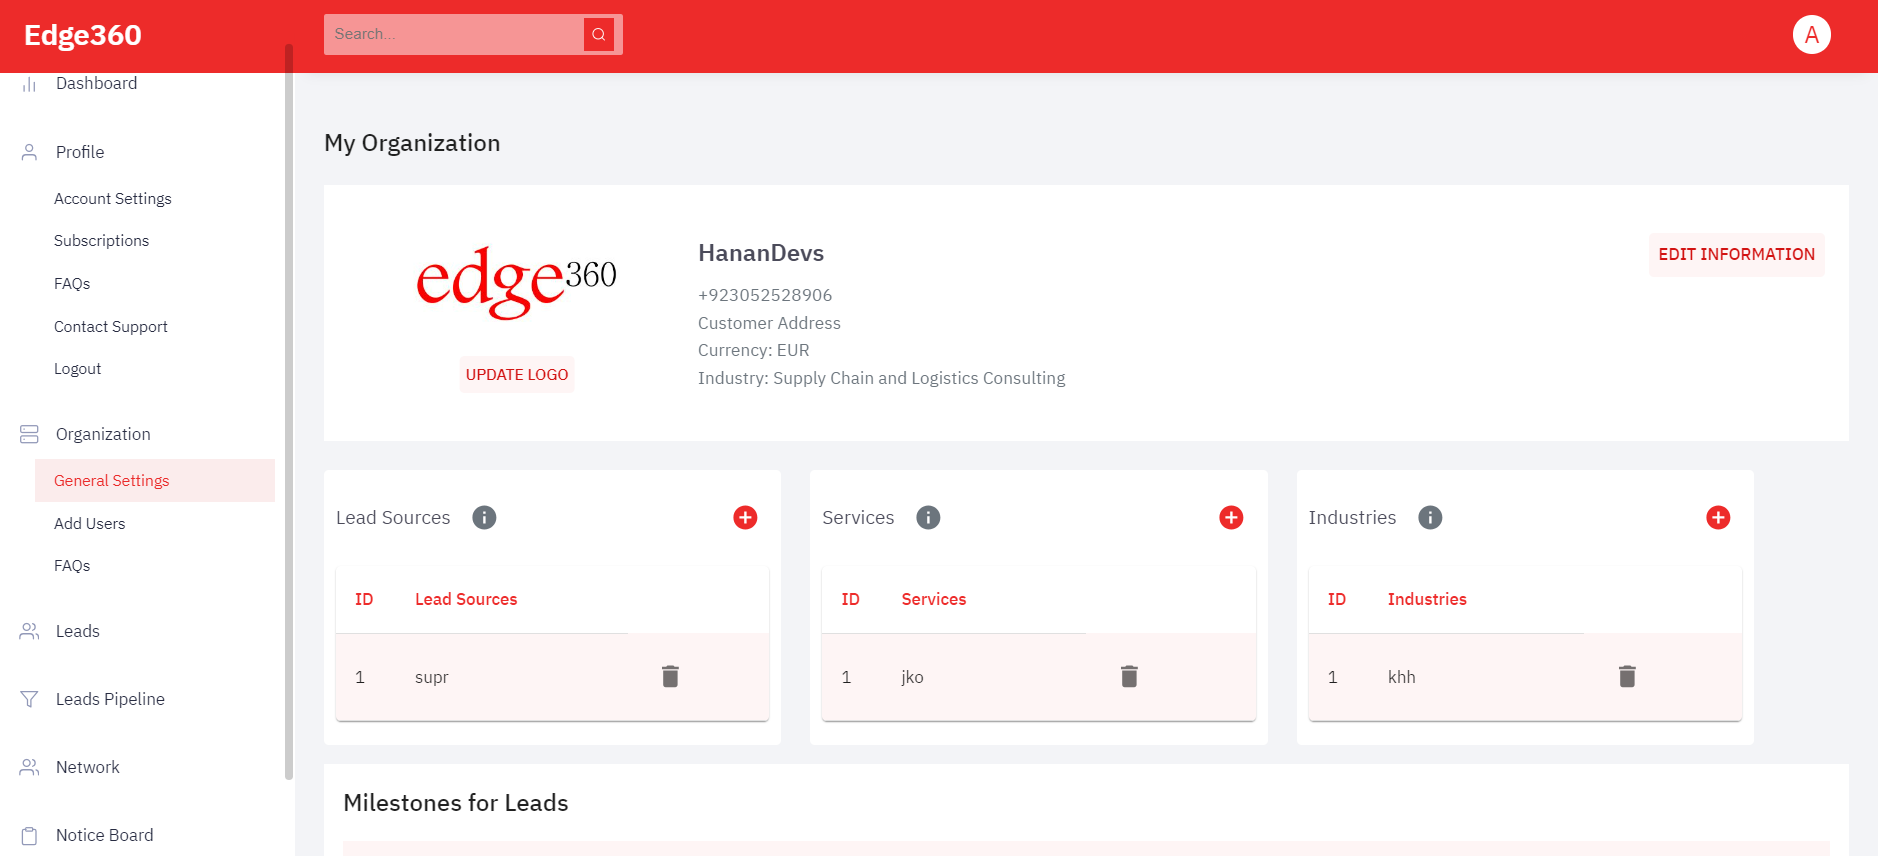 Edge360
Search...
A
Dashboard
Profile
Account Settings
Subscriptions
FAQs
Contact Support
Logout
Organization
General Settings
Add Users
FAQs
Leads
Leads Pipeline
Network
Notice Board
My Organization
edge360
UPDATE LOGO
HananDevs
+923052528906
Customer Address
Currency: EUR
Industry: Supply Chain and Logistics Consulting
EDIT INFORMATION
Lead Sources
ID Lead Sources
1 supr
Services
ID Services
1 jko
Industries
ID Industries
1 khh
Milestones for Leads